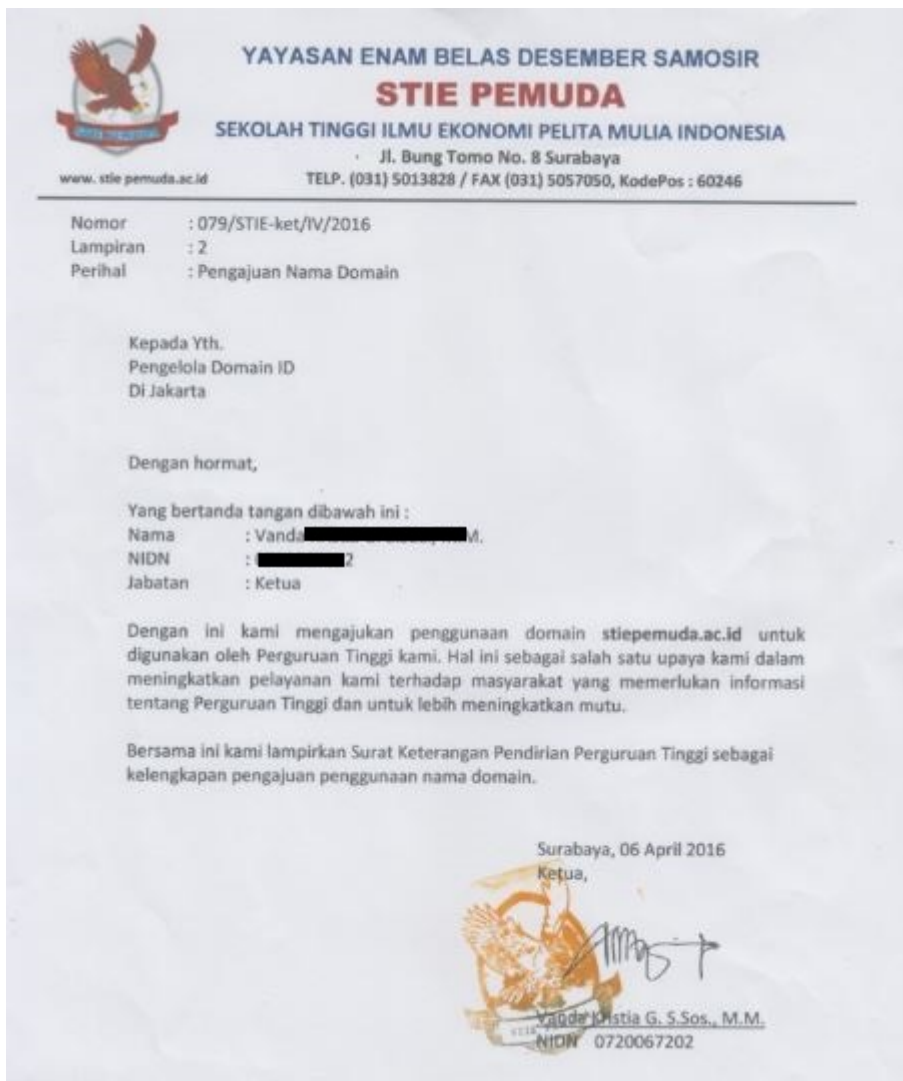 YAYASAN ENAM BELAS DESEMBER SAMOSIR
STIE PEMUDA
SEKOLAH TINGGI ILMU EKONOMI PELITA MULIA INDONESIA
Jl. Bung Tomo No. 8 Surabaya
www. stie pemuda.ac.id
TELP. (031) 5013828 / FAX (031) 5057050, KodePos : 60246
Nomor : 079/STIE-ket/IV/2016
Lampiran : 2
Perihal : Pengajuan Nama Domain
Kepada Yth.
Pengelola Domain ID
Di Jakarta
Dengan hormat,
Yang bertanda tangan dibawah ini :
Nama : Vanda M.
NIDN : 2
Jabatan : Ketua
Dengan ini kami mengajukan penggunaan domain stiepemuda.ac.id untuk
digunakan oleh Perguruan Tinggi kami. Hal ini sebagai salah satu upaya kami dalam
meningkatkan pelayanan kami terhadap masyarakat yang memerlukan informasi
tentang Perguruan Tinggi dan untuk lebih meningkatkan mutu.
Bersama ini kami lampirkan Surat Keterangan Pendirian Perguruan Tinggi sebagai
kelengkapan pengajuan penggunaan nama domain.
Surabaya, 06 April 2016
Ketua,
Vanda Kristia G. S.Sos., M.M.
NIDN 0720067202